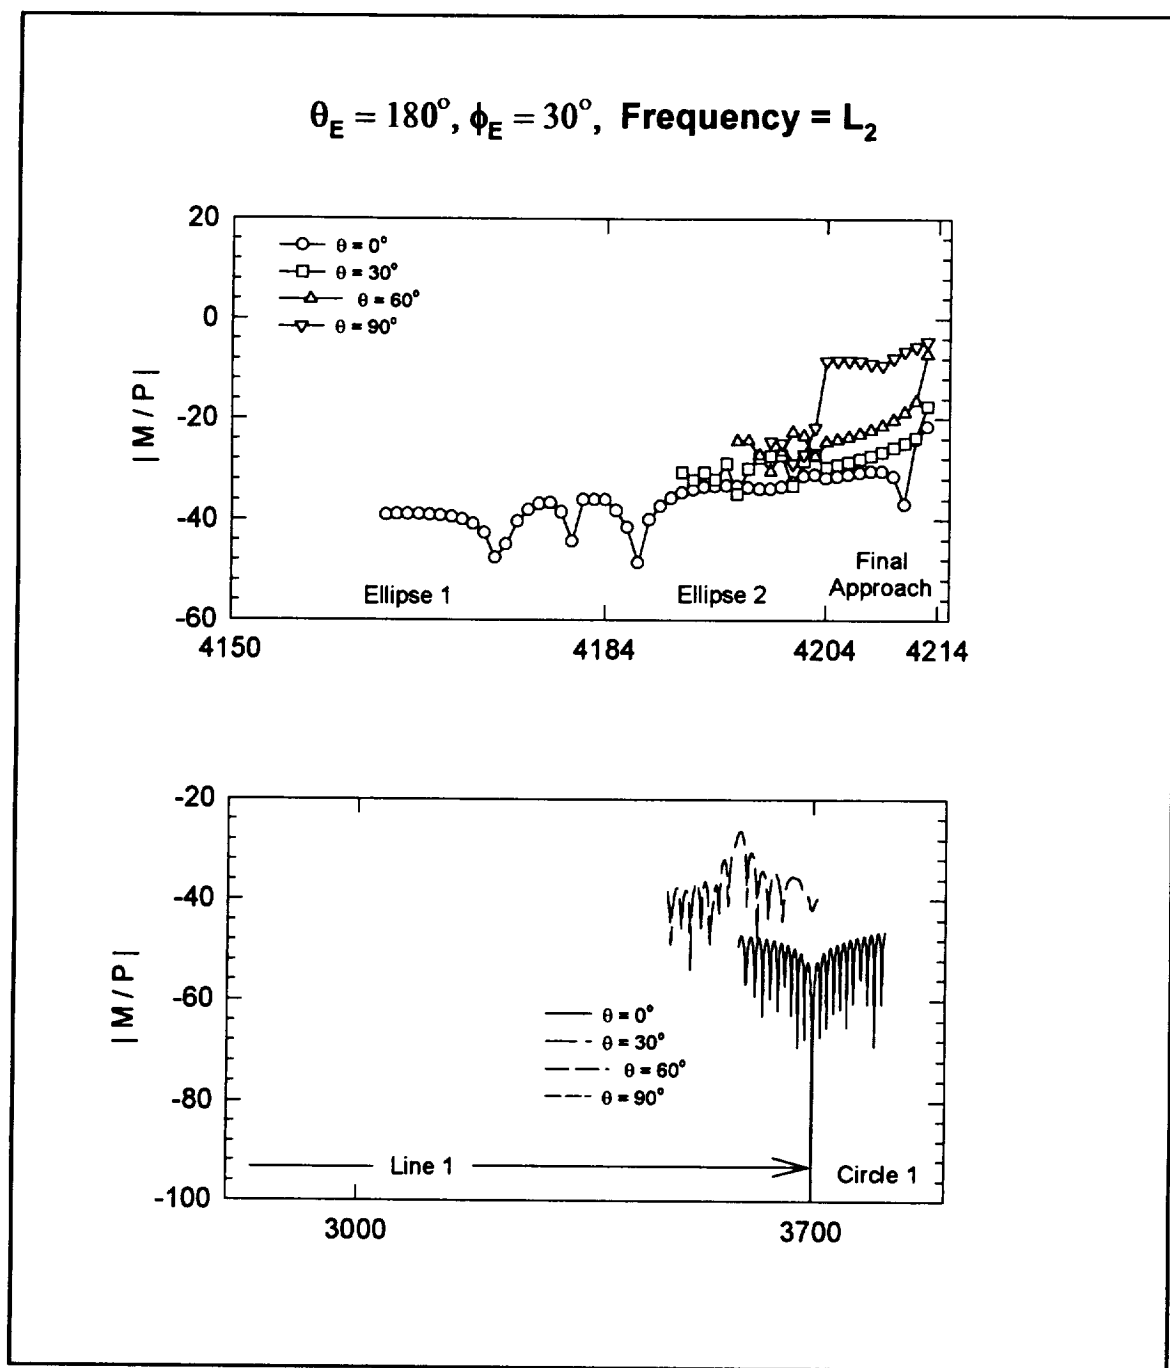 θE = 180°, ϕE = 30°, Frequency = L2
20
0
-20
-40
-60
|M/P|
θ = 0°
θ = 30°
θ = 60°
θ = 90°
Ellipse 1
Ellipse 2
Final
Approach
4150
4184
4204
4214
-20
-40
-60
-80
-100
|M/P|
θ = 0°
θ = 30°
θ = 60°
θ = 90°
Line 1
Circle 1
3000
3700